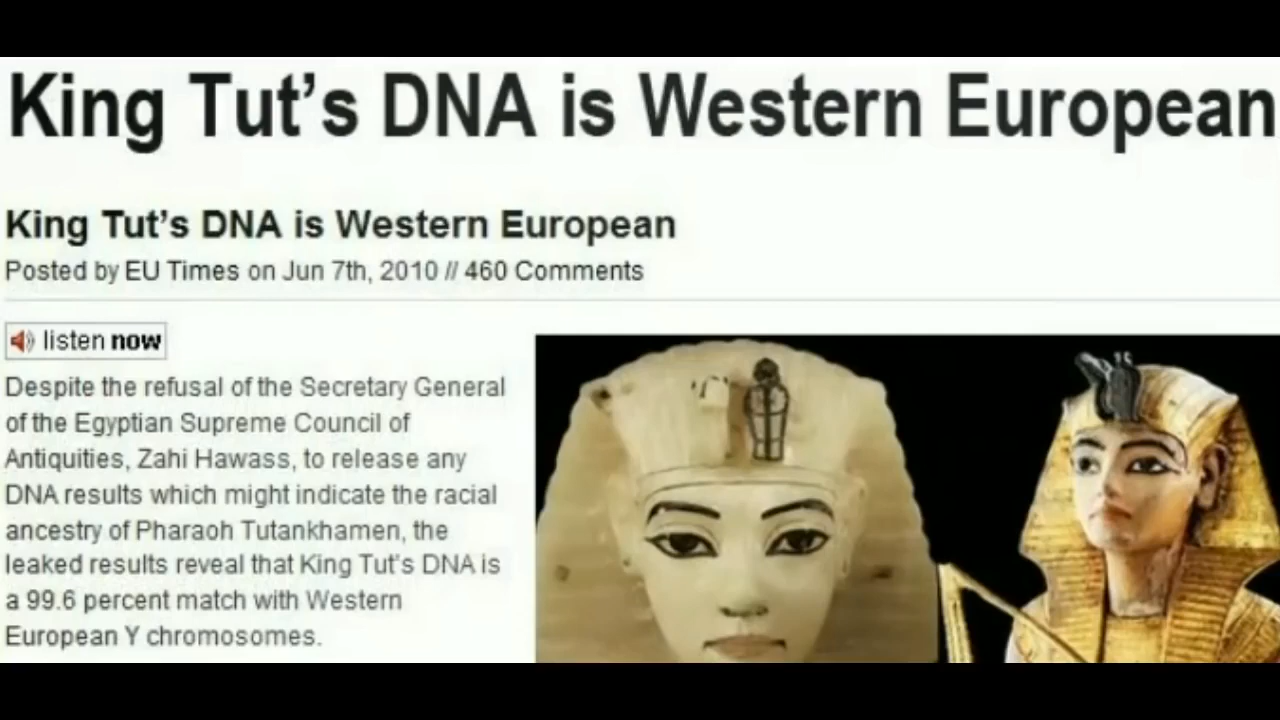 King Tut’s DNA is Western European
King Tut’s DNA is Western European
Posted by EU Times on Jun 7th, 2010 // 460 Comments
listen now
Despite the refusal of the Secretary General
of the Egyptian Supreme Council of
Antiquities, Zahi Hawass, to release any
DNA results which might indicate the racial
ancestry of Pharaoh Tutankhamen, the
leaked results reveal that King Tut’s DNA is
a 99.6 percent match with Western
European Y chromosomes.